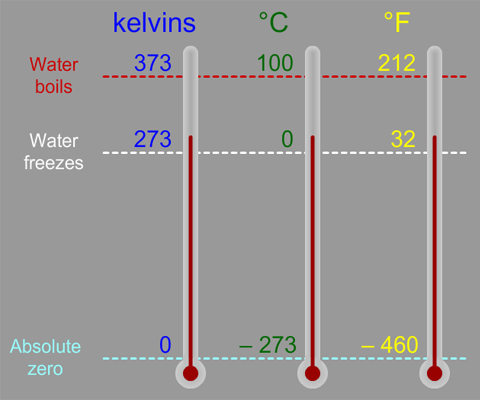 kelvins °C °F
Water
boils
373 100 212
Water
freezes
273 0 32
Absolute
zero
0 – 273 – 460